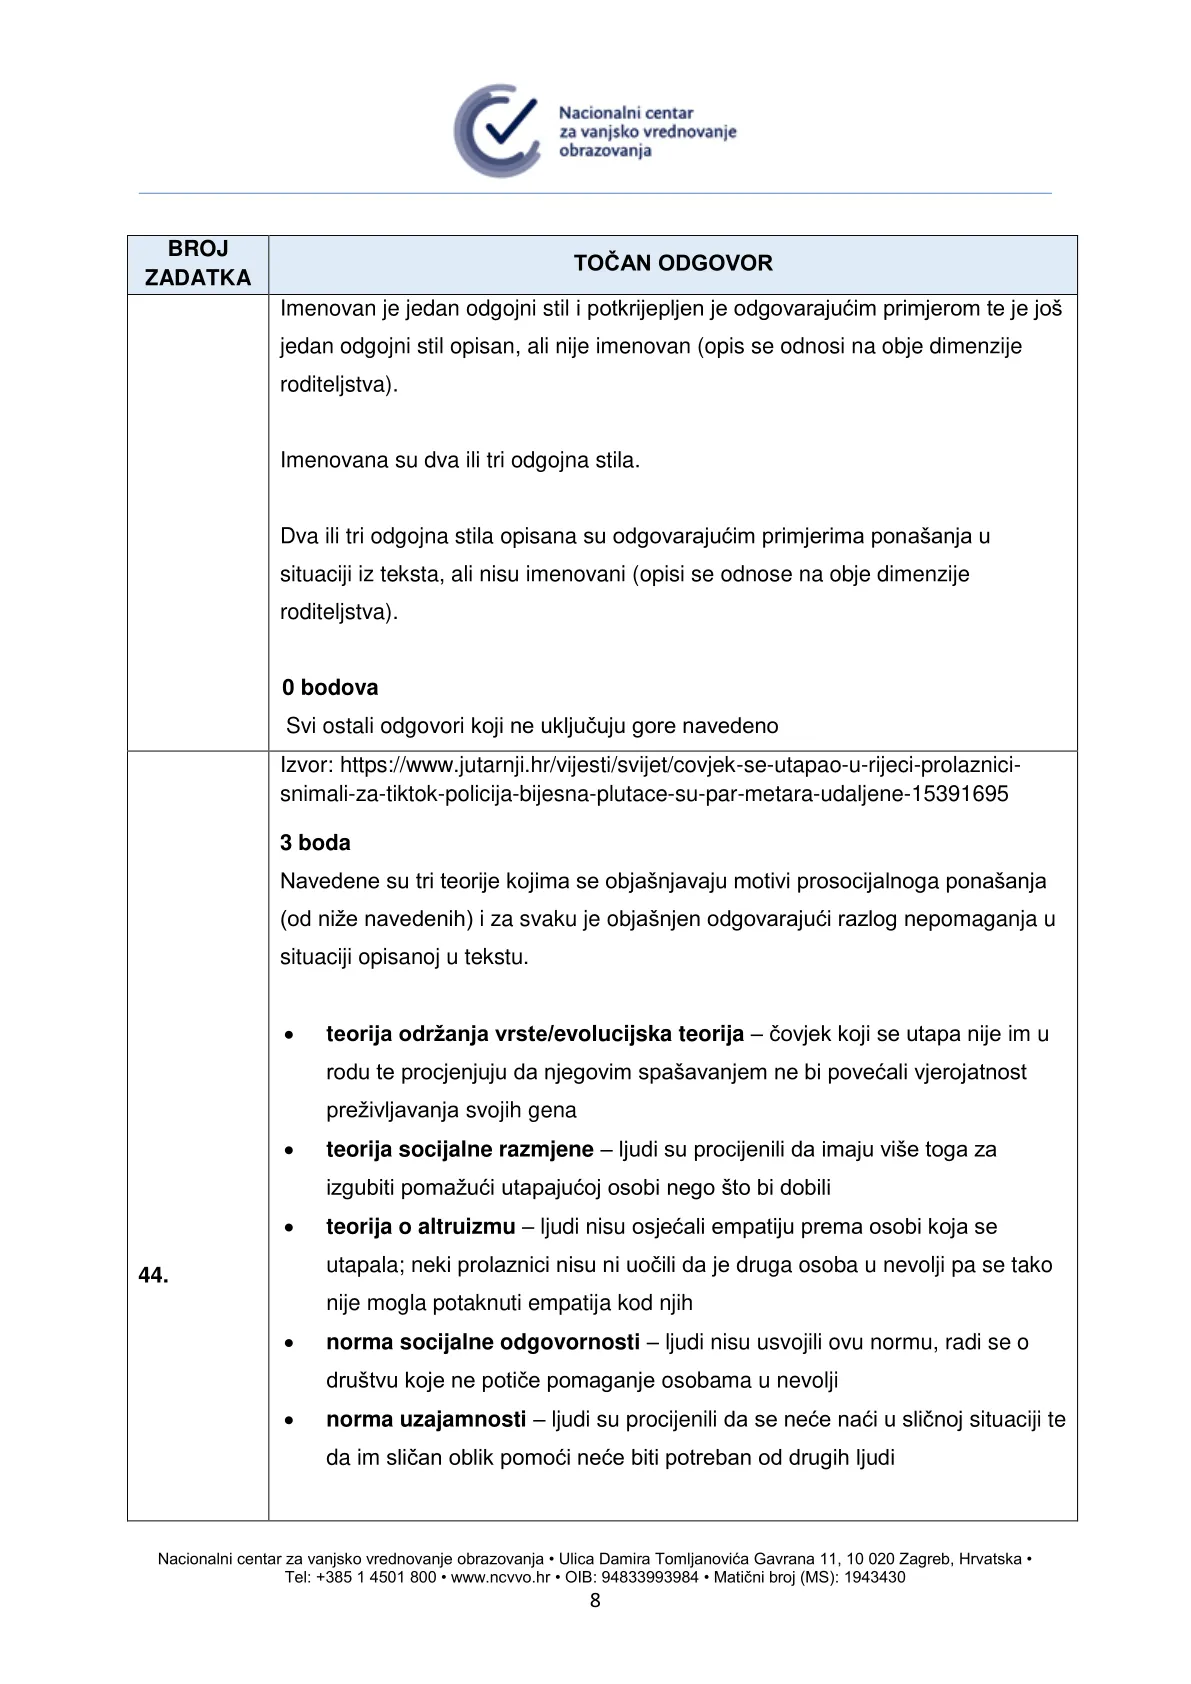 Nacionalni centar
za vanjsko vrednovanje
obrazovanja
BROJ
ZADATKA
TOČAN ODGOVOR
Imenovan je jedan odgojni stil i potkrijepljen je odgovarajućim primjerom te je još
jedan odgojni stil opisan, ali nije imenovan (opis se odnosi na obje dimenzije
roditeljstva).
Imenovana su dva ili tri odgojna stila.
Dva ili tri odgojna stila opisana su odgovarajućim primjerima ponašanja u
situaciji iz teksta, ali nisu imenovani (opisi se odnose na obje dimenzije
roditeljstva).
0 bodova
Svi ostali odgovori koji ne uključuju gore navedeno
44.
Izvor: https://www.jutarnji.hr/vijesti/svijet/covjek-se-utapao-u-rijeci-prolaznici-
snimali-za-tiktok-policija-bijesna-plutace-su-par-metara-udaljene-15391695
3 boda
Navedene su tri teorije kojima se objašnjavaju motivi prosocijalnoga ponašanja
(od niže navedenih) i za svaku je objašnjen odgovarajući razlog nepomaganja u
situaciji opisanoj u tekstu.
• teorija održanja vrste/evolucijska teorija – čovjek koji se utapa nije im u
rodu te procjenjuju da njegovim spašavanjem ne bi povećali vjerojatnost
preživljavanja svojih gena
• teorija socijalne razmjene – ljudi su procijenili da imaju više toga za
izgubiti pomažući utapajućoj osobi nego što bi dobili
• teorija o altruizmu – ljudi nisu osjećali empatiju prema osobi koja se
utapala; neki prolaznici nisu ni uočili da je druga osoba u nevolji pa se tako
nije mogla potaknuti empatija kod njih
• norma socijalne odgovornosti – ljudi nisu usvojili ovu normu, radi se o
društvu koje ne potiče pomaganje osobama u nevolji
• norma uzajamnosti – ljudi su procijenili da se neće naći u sličnoj situaciji te
da im sličan oblik pomoći neće biti potreban od drugih ljudi
Nacionalni centar za vanjsko vrednovanje obrazovanja • Ulica Damira Tomljanovića Gavrana 11, 10 020 Zagreb, Hrvatska •
Tel: +385 1 4501 800 • www.ncvvo.hr • OIB: 94833993984 • Matični broj (MS): 1943430
8